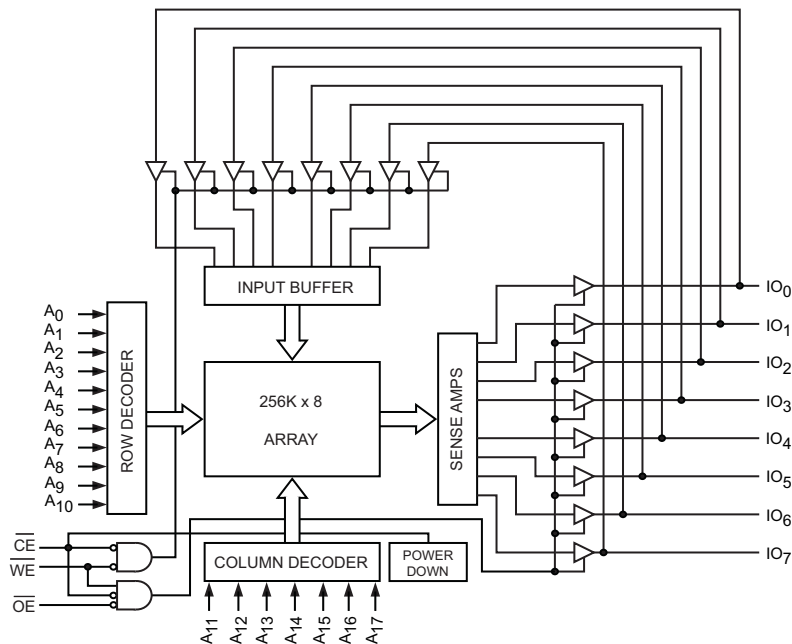 INPUT BUFFER
A0
A1
A2
A3
A4
A5
A6
A7
A8
A9
A10
ROW DECODER
256K x 8
ARRAY
SENSE AMPS
IO0
IO1
IO2
IO3
IO4
IO5
IO6
IO7
CE
WE
OE
COLUMN DECODER
POWER
DOWN
A11
A12
A13
A14
A15
A16
A17